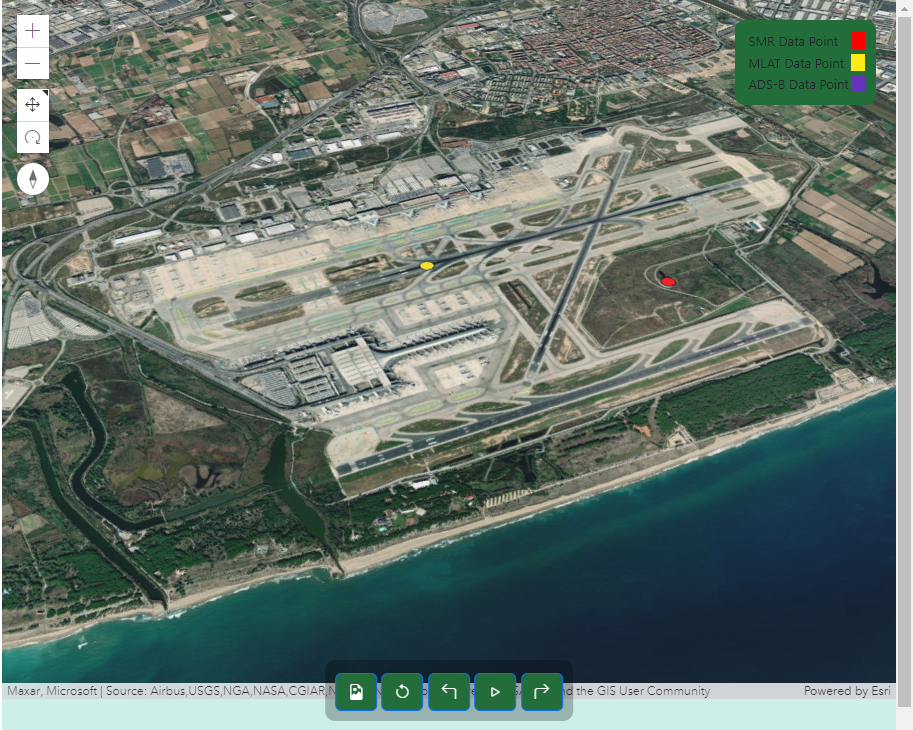 SMR Data Point
MLAT Data Point
ADS-B Data Point
Maxar, Microsoft | Source: Airbus,USGS,NGA,NASA,CGIAR, and the GIS User Community
Powered by Esri